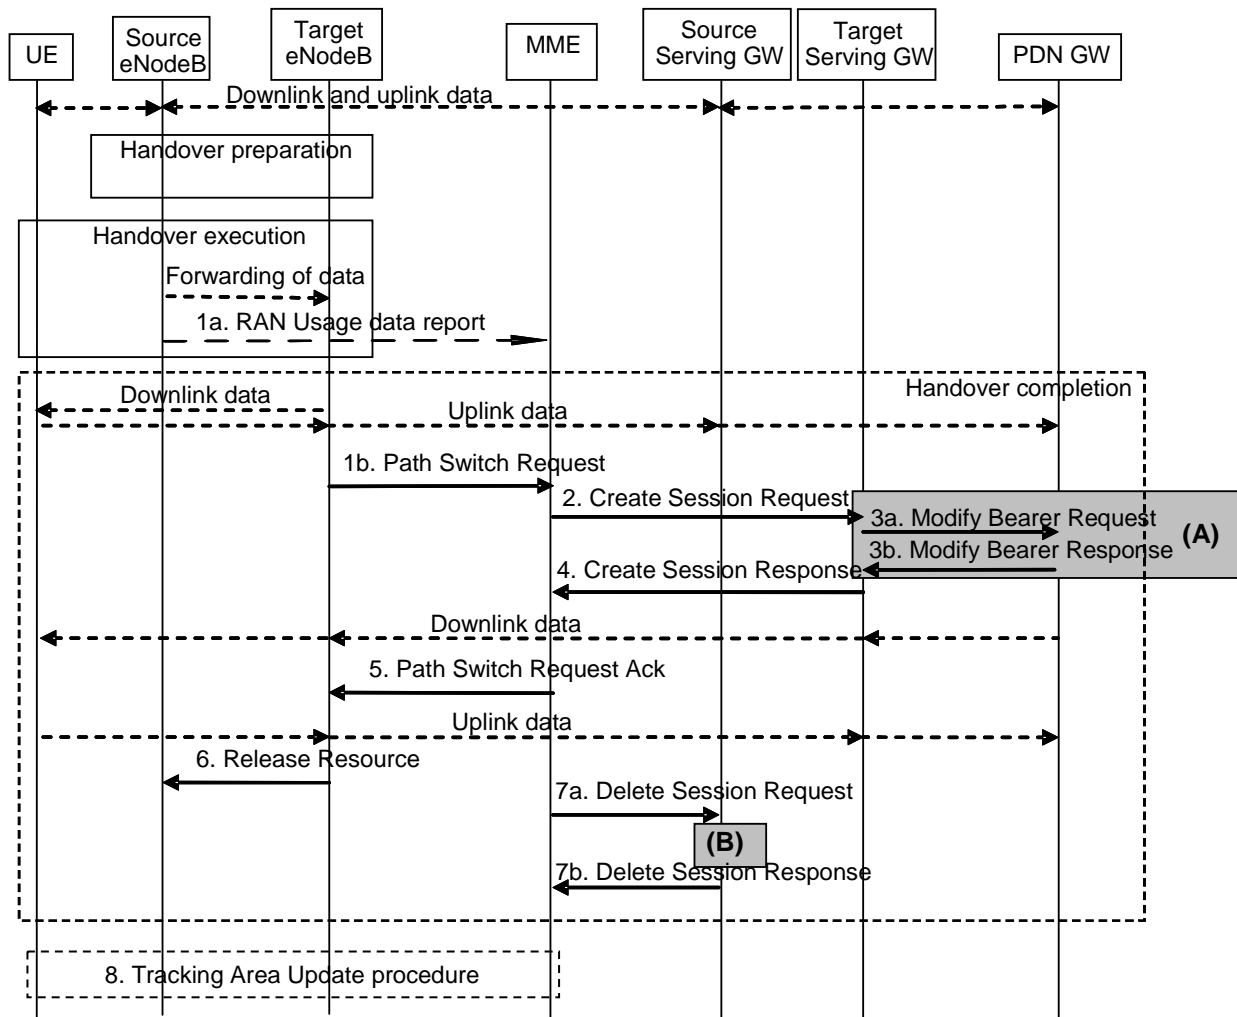 UE
Source
eNodeB
Target
eNodeB
MME
Source
Serving GW
Target
Serving GW
PDN GW
Downlink and uplink data
Handover preparation
Handover execution
Forwarding of data
1a. RAN Usage data report
Handover completion
Downlink data
Uplink data
1b. Path Switch Request
2. Create Session Request
3a. Modify Bearer Request
(A)
3b. Modify Bearer Response
4. Create Session Response
Downlink data
5. Path Switch Request Ack
Uplink data
6. Release Resource
7a. Delete Session Request
(B)
7b. Delete Session Response
8. Tracking Area Update procedure